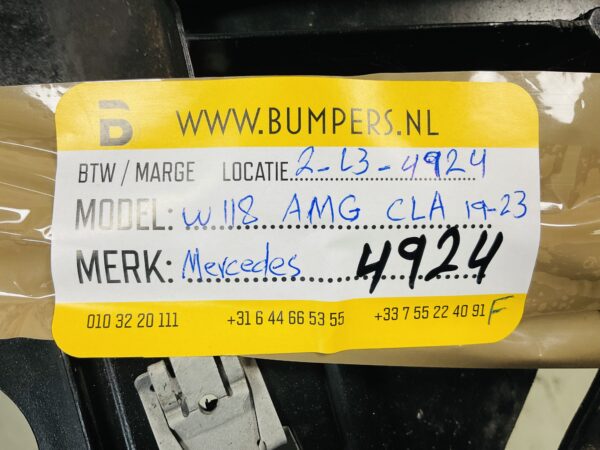 B WWW.BUMPERS.NL
BTW / MARGE LOCATIE 2-L3-4924
MODEL: W118 AMG CLA 19-23
MERK: Mercedes 4924
010 32 20 111 +31 6 44 66 53 55 +33 7 55 22 40 91 F